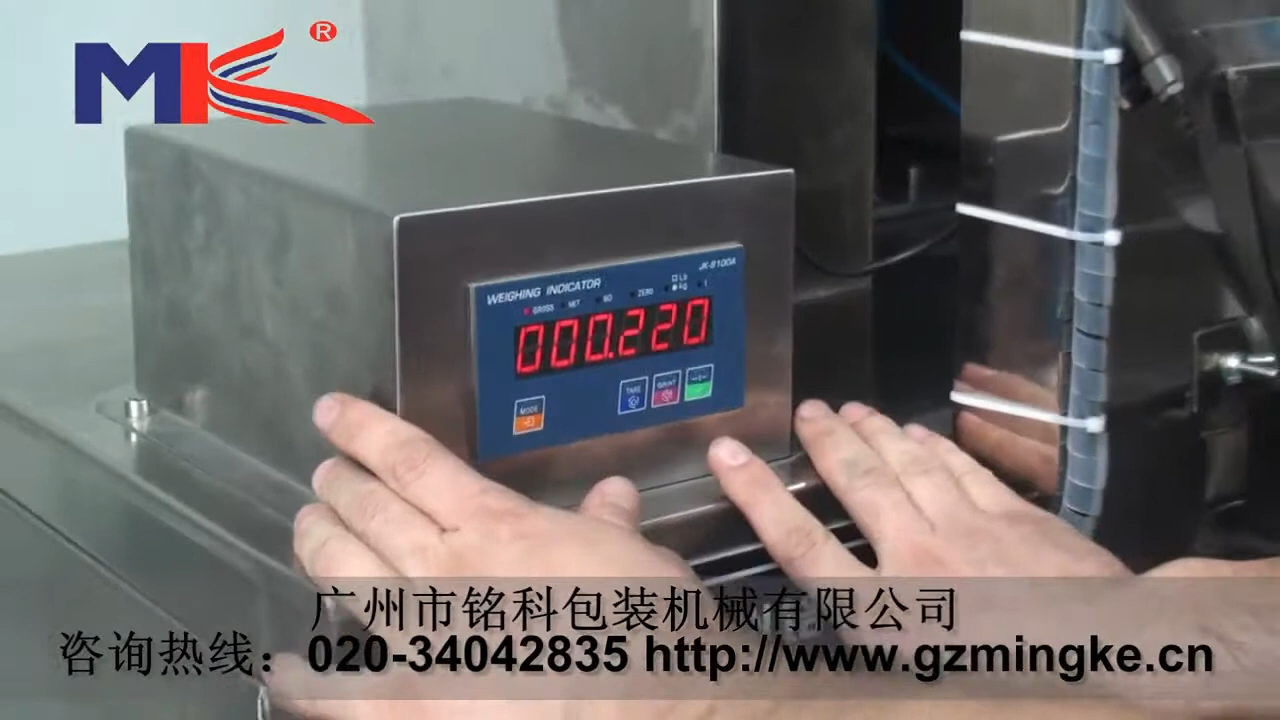 MK®
WEIGHING INDICATOR
JK-8100A
Lb
kg
GROSS NET ZERO
000.220
MODE
TARE
广州市铭科包装机械有限公司
咨询热线：020-34042835 http://www.gzmingke.cn